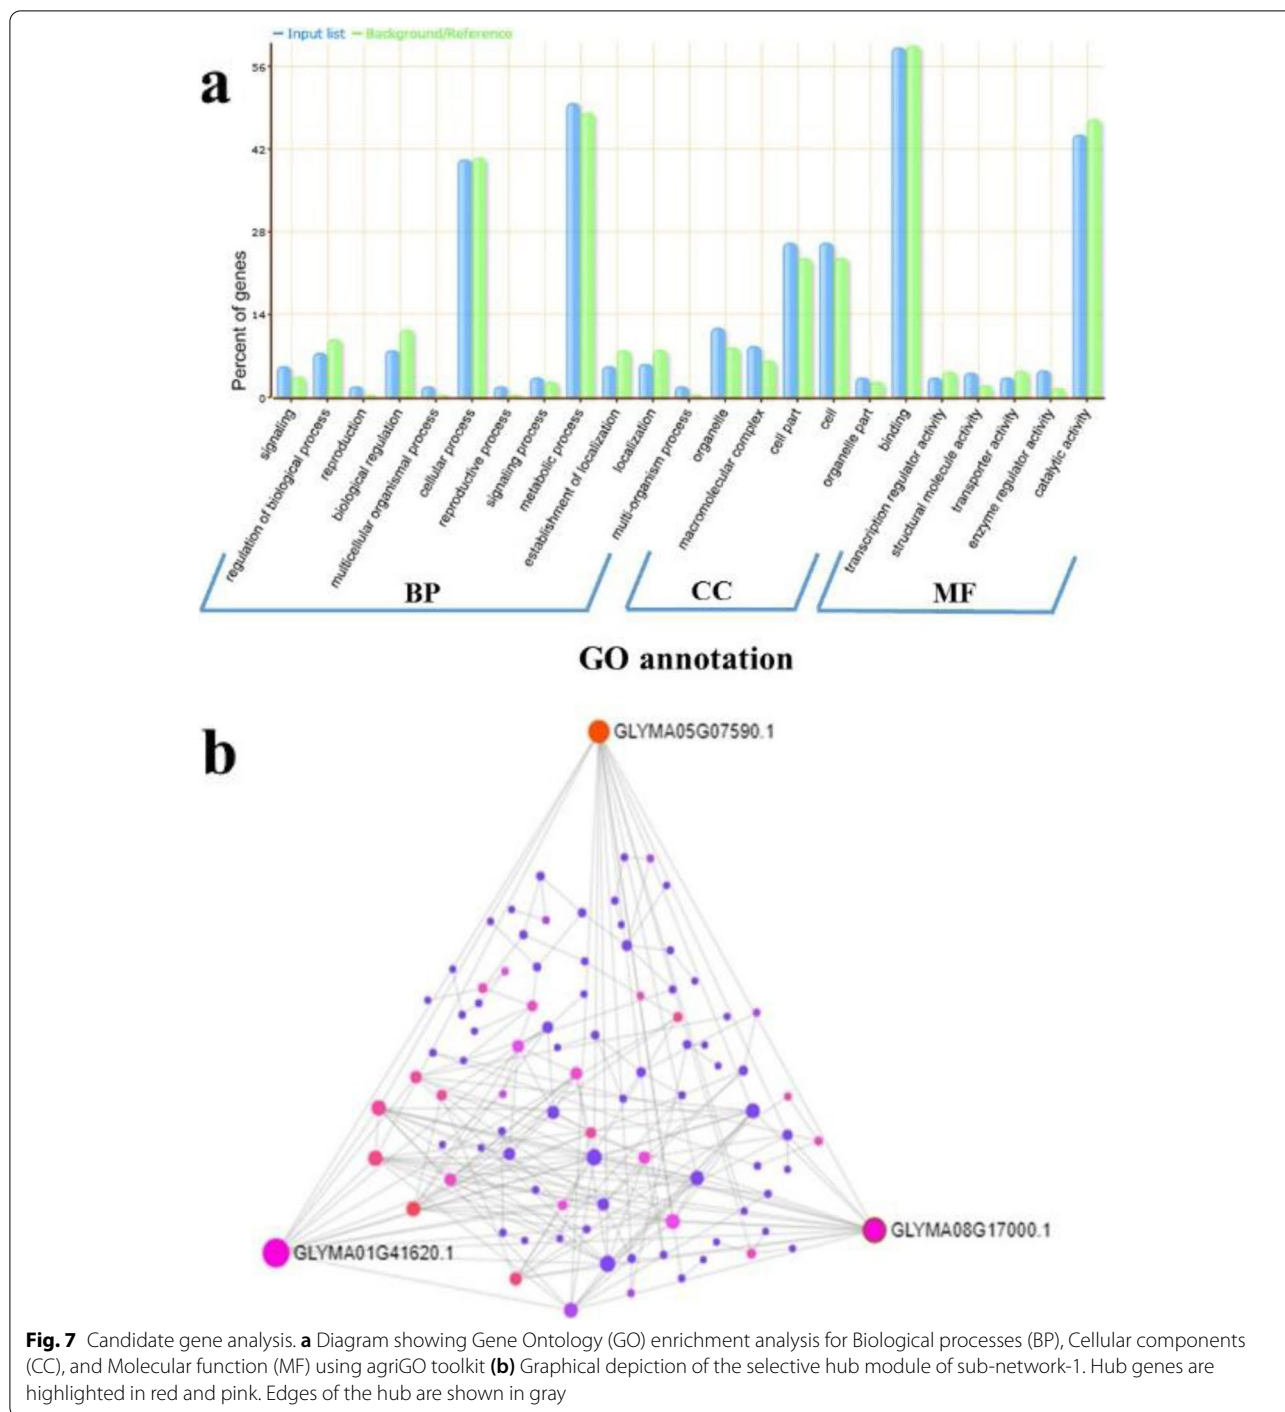 Input list Background/Reference
a
56
42
28
14
0
Percent of genes
signaling
regulation of biological process
reproduction
biological regulation
multicellular organismal process
cellular process
reproductive process
signaling process
metabolic process
establishment of localization
localization
multi-organism process
organelle
macromolecular complex
cell part
cell
organelle part
binding
transcription regulator activity
structural molecule activity
transporter activity
enzyme regulator activity
catalytic activity
BP CC MF
GO annotation
b
GLYMA05G07590.1
GLYMA08G17000.1
GLYMA01G41620.1
Fig. 7 Candidate gene analysis. a Diagram showing Gene Ontology (GO) enrichment analysis for Biological processes (BP), Cellular components
(CC), and Molecular function (MF) using agriGO toolkit (b) Graphical depiction of the selective hub module of sub-network-1. Hub genes are
highlighted in red and pink. Edges of the hub are shown in gray